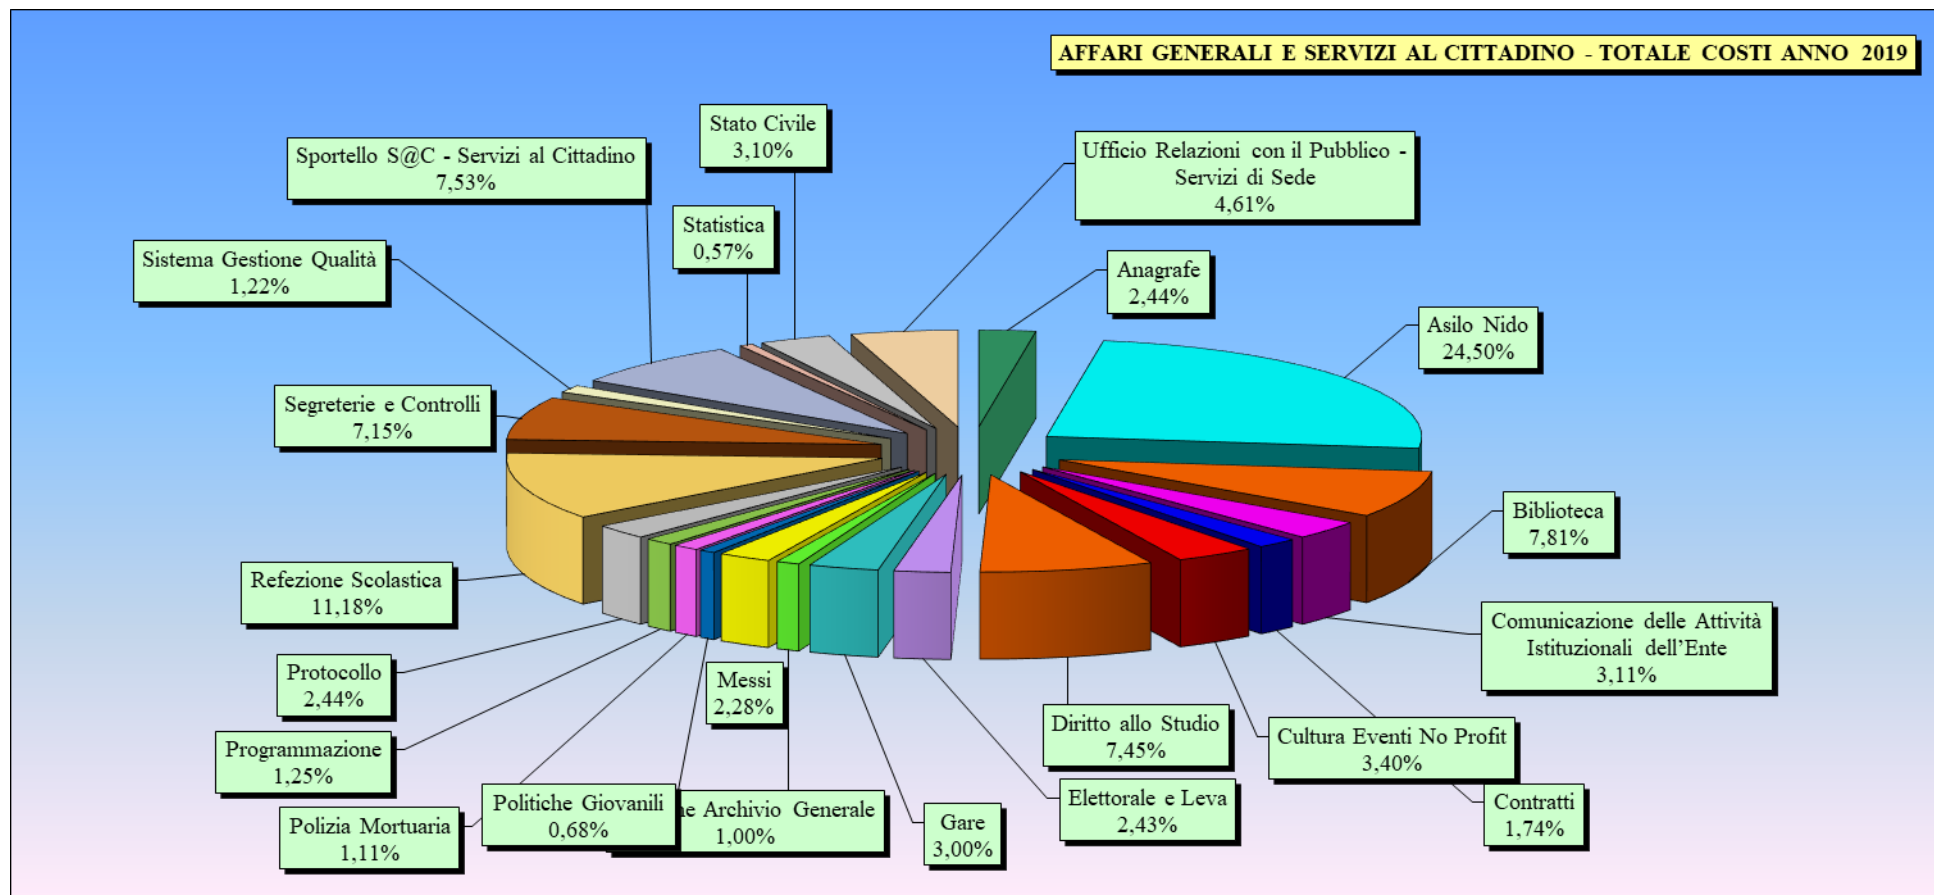 AFFARI GENERALI E SERVIZI AL CITTADINO - TOTALE COSTI ANNO 2019
Stato Civile
3,10%
Ufficio Relazioni con il Pubblico -
Servizi di Sede
4,61%
Sportello S@C - Servizi al Cittadino
7,53%
Statistica
0,57%
Sistema Gestione Qualità
1,22%
Anagrafe
2,44%
Asilo Nido
24,50%
Segreterie e Controlli
7,15%
Biblioteca
7,81%
Refezione Scolastica
11,18%
Comunicazione delle Attività
Istituzionali dell’Ente
3,11%
Protocollo
2,44%
Messi
2,28%
Diritto allo Studio
7,45%
Cultura Eventi No Profit
3,40%
Programmazione
1,25%
Politiche Giovanili
0,68%
Archivio Generale
1,00%
Elettorale e Leva
2,43%
Contratti
1,74%
Polizia Mortuaria
1,11%
Gare
3,00%